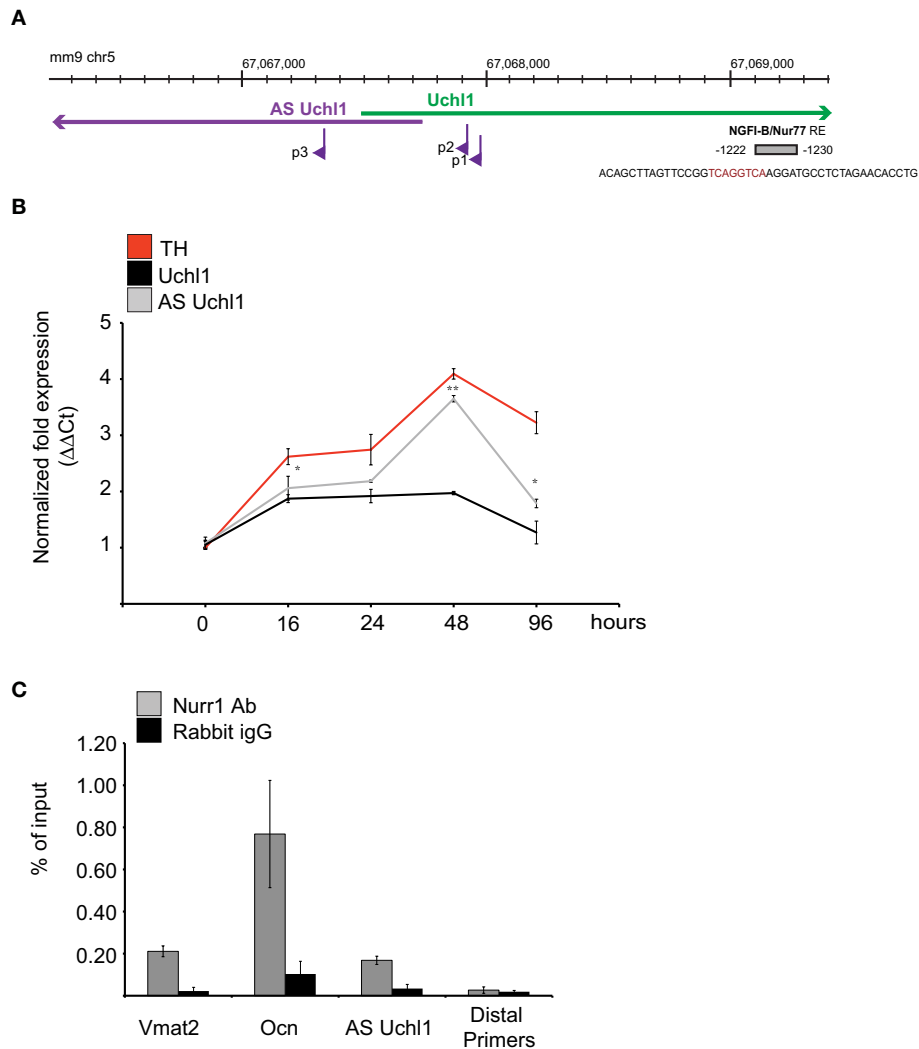 A
mm9 chr5
67,067,000
67,068,000
67,069,000
AS Uchl1
Uchl1
p3
p2
p1
NGFI-B/Nur77 RE
-1222
-1230
ACAGCTTAGTTCCGGTCAGGTCAAGGATGCCTCTAGAACACCTG
B
TH
Uchl1
AS Uchl1
Normalized fold expression
(ΔΔCt)
5
4
3
2
1
*
**
*
0
16
24
48
96
hours
C
Nurr1 Ab
Rabbit igG
% of input
1.20
1.00
0.80
0.60
0.40
0.20
Vmat2
Ocn
AS Uchl1
Distal
Primers